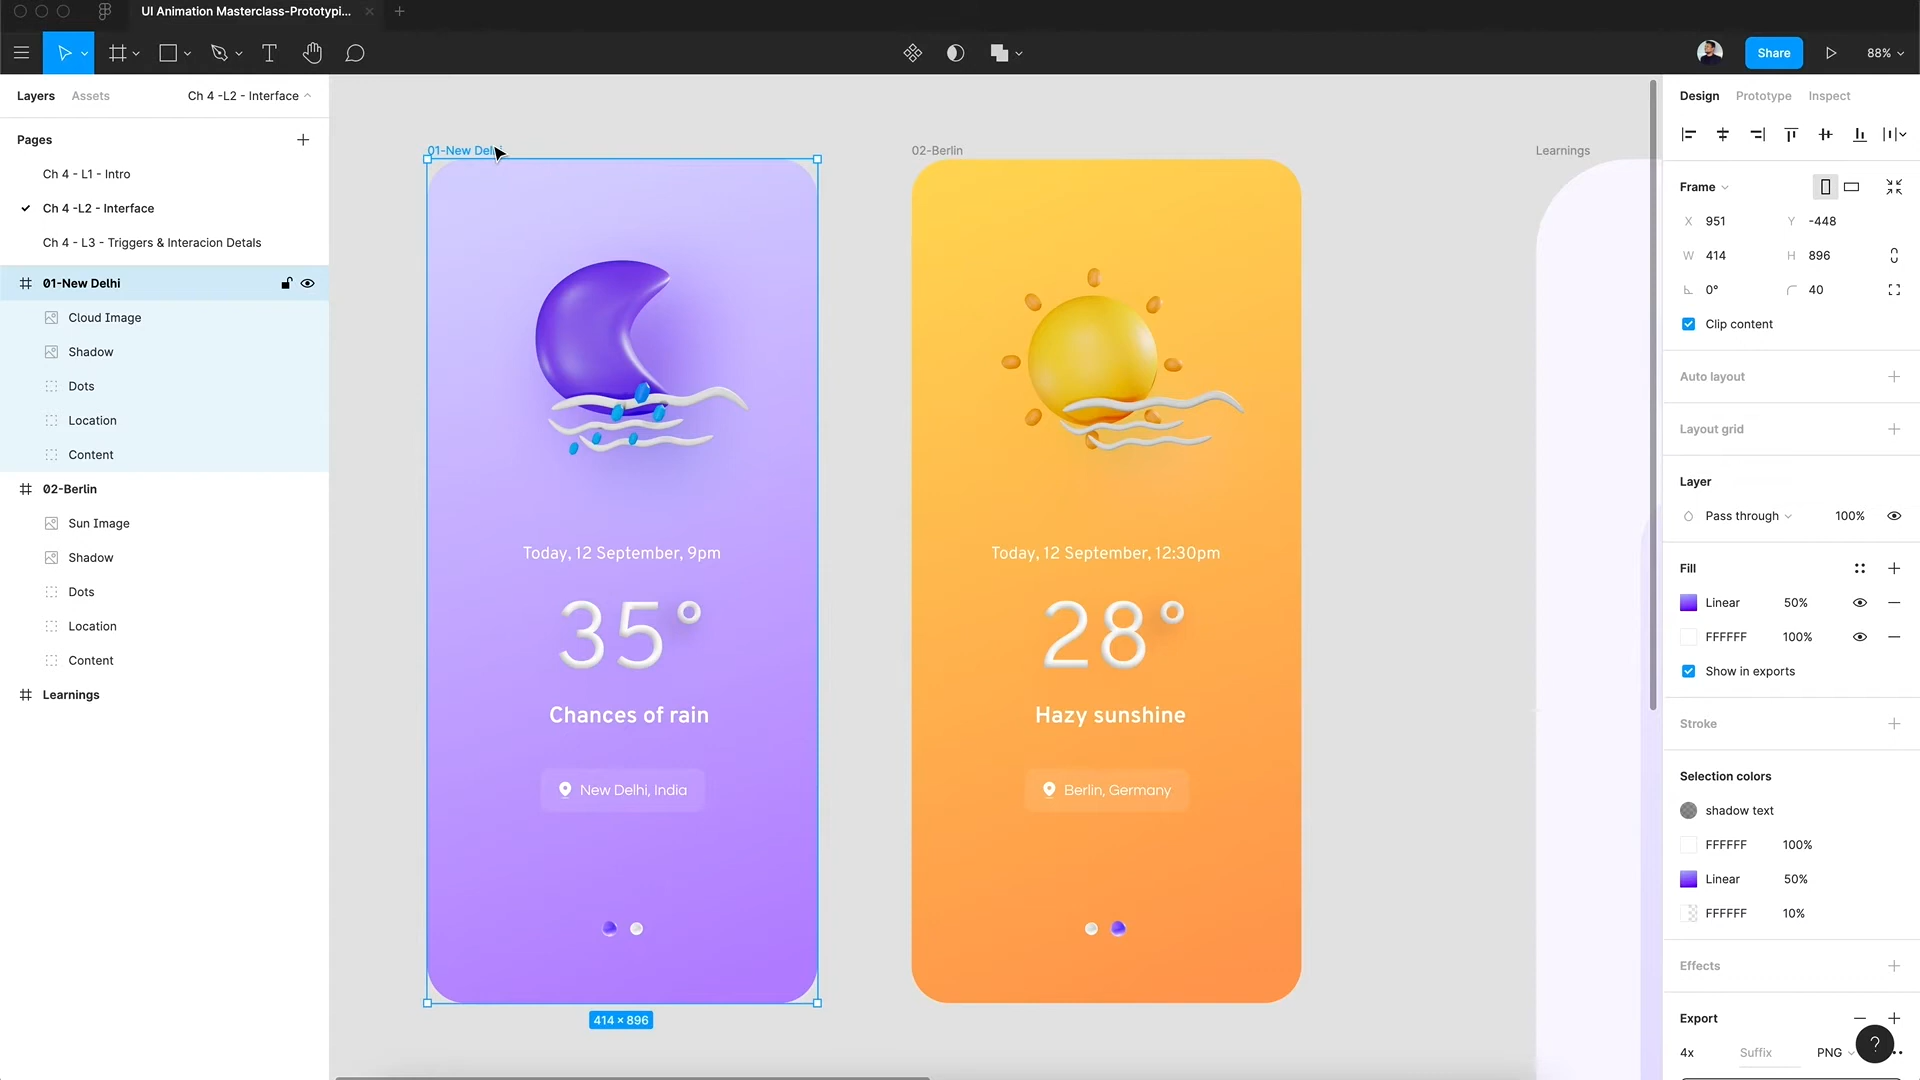 UI Animation Masterclass-Prototypi...
Share
88%
Layers
Assets
Ch 4 -L2 - Interface
Pages
Ch 4 - L1 - Intro
Ch 4 -L2 - Interface
Ch 4 - L3 - Triggers & Interacion Detals
01-New Delhi
Cloud Image
Shadow
Dots
Location
Content
02-Berlin
Sun Image
Shadow
Dots
Location
Content
Learnings
01-New Delhi
Today, 12 September, 9pm
35°
Chances of rain
New Delhi, India
414 × 896
02-Berlin
Today, 12 September, 12:30pm
28°
Hazy sunshine
Berlin, Germany
Learnings
Design
Prototype
Inspect
Frame
X 951
Y -448
W 414
H 896
0°
40
Clip content
Auto layout
Layout grid
Layer
Pass through
100%
Fill
Linear
50%
FFFFFF
100%
Show in exports
Stroke
Selection colors
shadow text
FFFFFF
100%
Linear
50%
FFFFFF
10%
Effects
Export
4x
Suffix
PNG
?